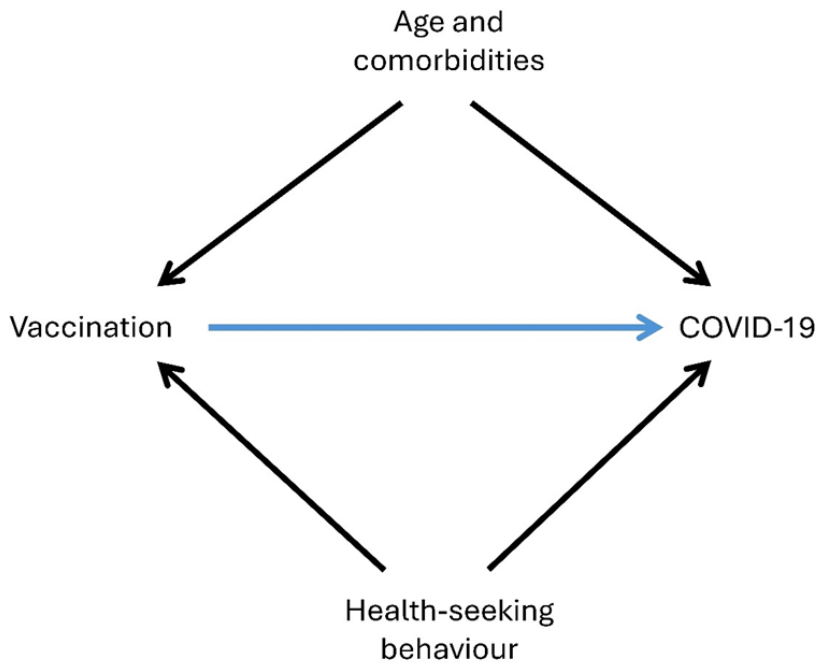 Age and
comorbidities
Vaccination
COVID-19
Health-seeking
behaviour